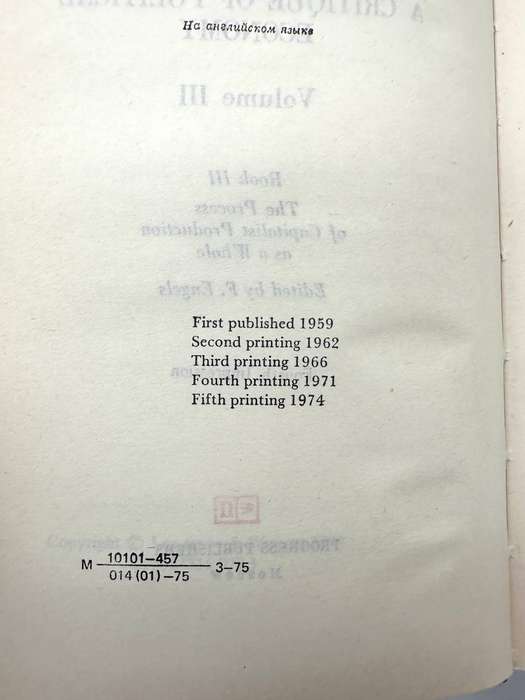 На английском языке
First published 1959
Second printing 1962
Third printing 1966
Fourth printing 1971
Fifth printing 1974
М 10101–457
014 (01)–75 3–75